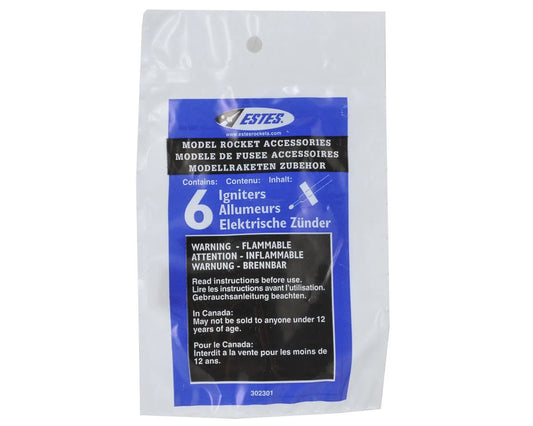 ESTES
www.estesrockets.com
MODEL ROCKET ACCESSORIES
MODELE DE FUSEE ACCESSOIRES
MODELLRAKETEN ZUBEHOR
Contains: Contenu: Inhalt:
6 Igniters
Allumeurs
Elektrische Zünder
WARNING - FLAMMABLE
ATTENTION - INFLAMMABLE
WARNUNG - BRENNBAR
Read instructions before use.
Lire les instructions avant l'utilisation.
Gebrauchsanleitung beachten.
In Canada:
May not be sold to anyone under 12
years of age.
Pour le Canada:
Interdit a la vente pour les moins de
12 ans.
302301